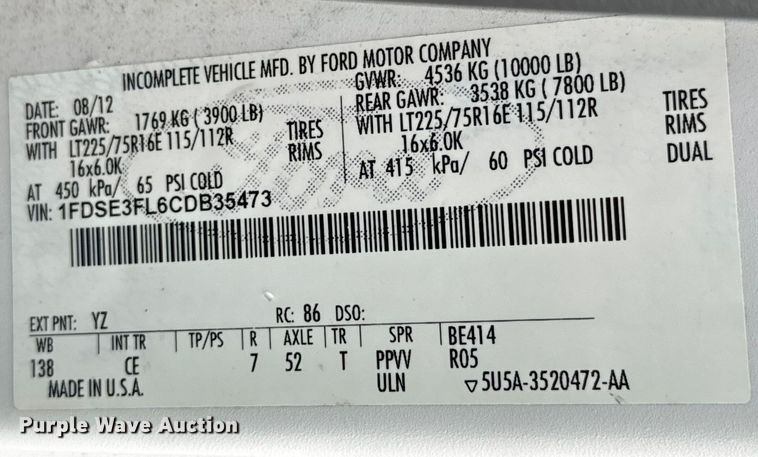 INCOMPLETE VEHICLE MFD. BY FORD MOTOR COMPANY
DATE: 08/12
GVWR: 4536 KG (10000 LB)
FRONT GAWR: 1769 KG ( 3900 LB)
REAR GAWR: 3538 KG ( 7800 LB)
WITH LT225/75R16E 115/112R TIRES
WITH LT225/75R16E 115/112R TIRES
16x6.0K RIMS
16x6.0K RIMS
AT 450 kPa/ 65 PSI COLD
AT 415 kPa/ 60 PSI COLD DUAL
VIN: 1FDSE3FL6CDB35473
Ford
EXT PNT: YZ RC: 86 DSO:
WB INT TR TP/PS R AXLE TR SPR BE414
138 CE 7 52 T PPVV R05
MADE IN U.S.A. ULN ▽5U5A-3520472-AA
Purple Wave Auction